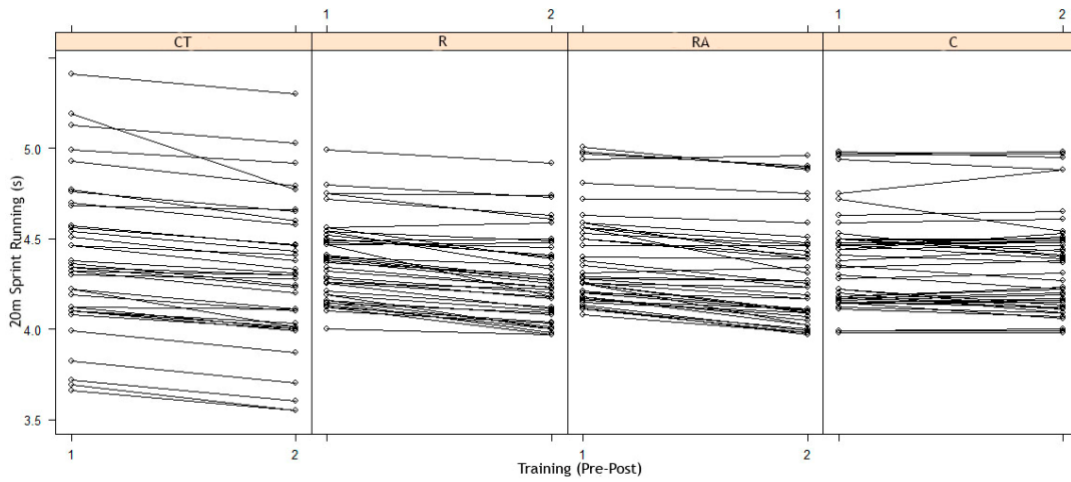 1 2 1 2
CT R RA C
20m Sprint Running (s)
5.0
4.5
4.0
3.5
1 2 1 2
Training (Pre-Post)